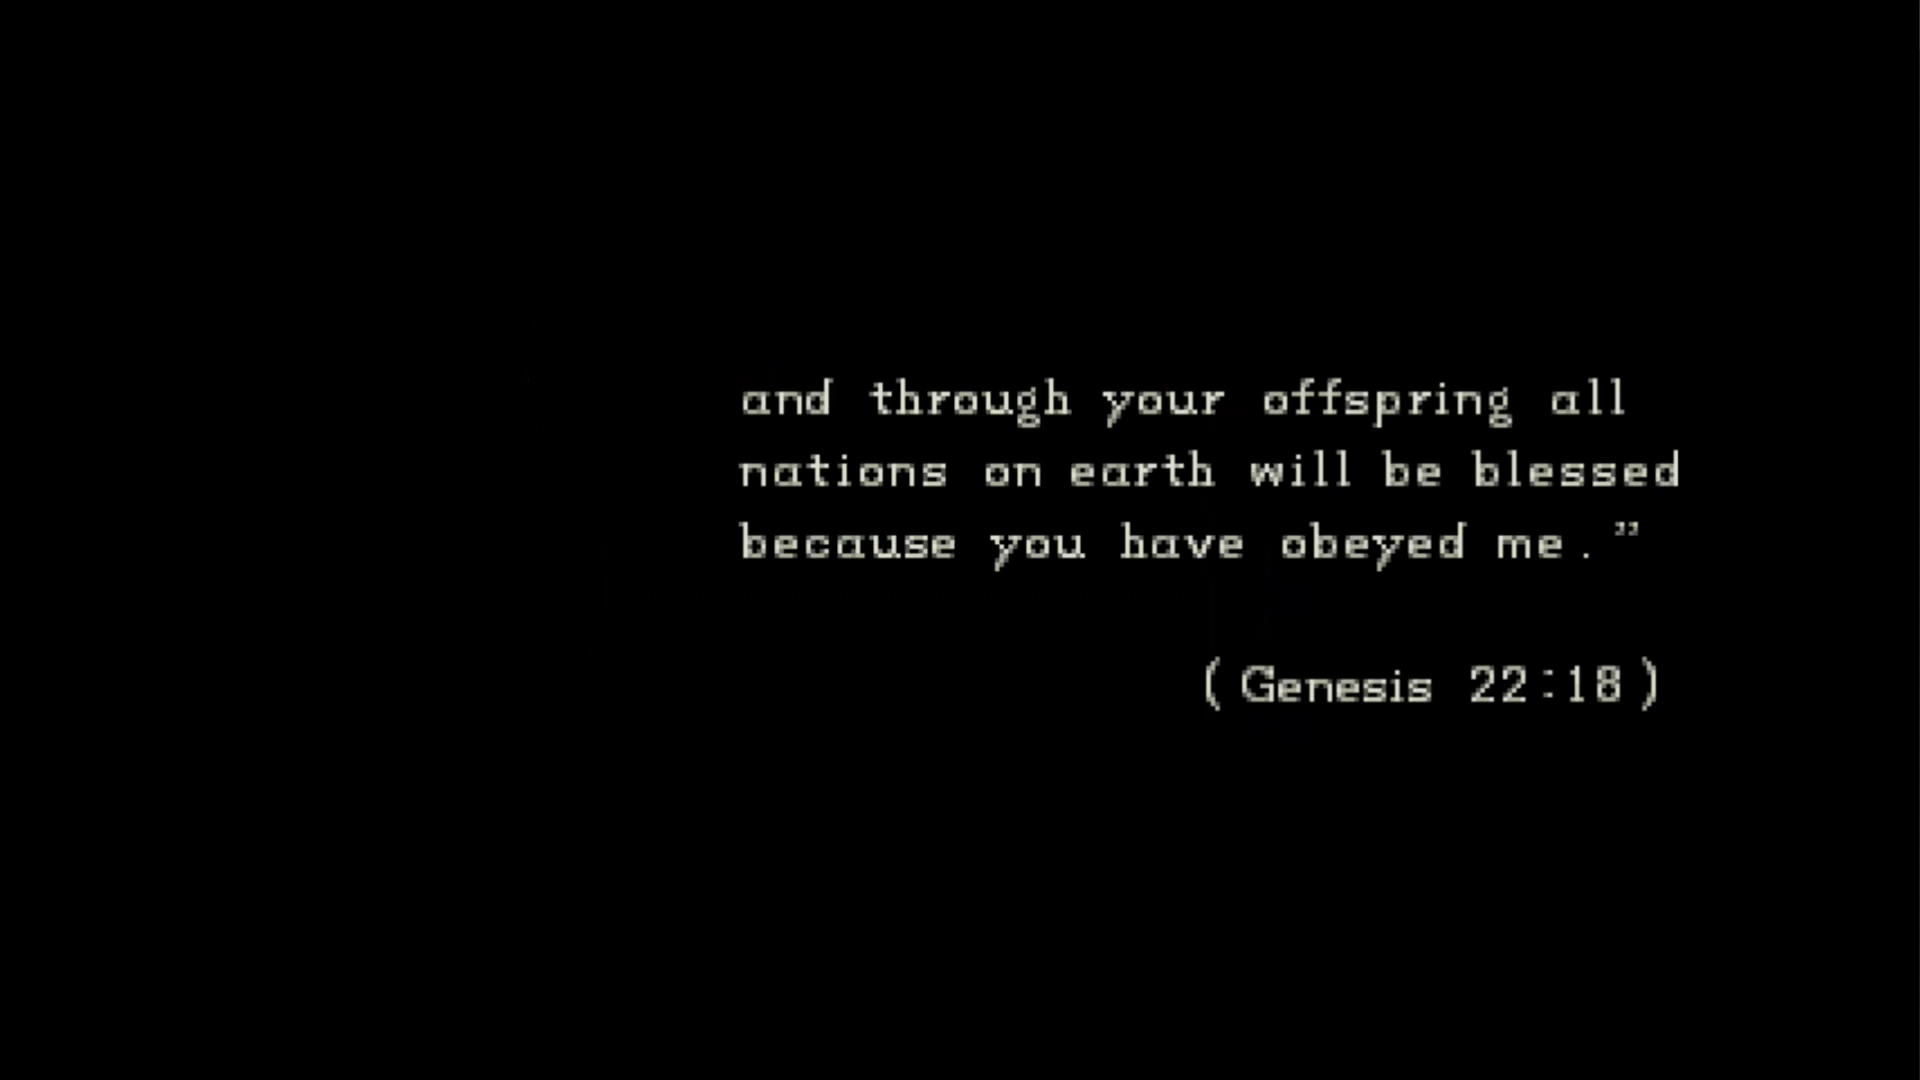 and through your offspring all
nations on earth will be blessed
because you have obeyed me.”
(Genesis 22:18)